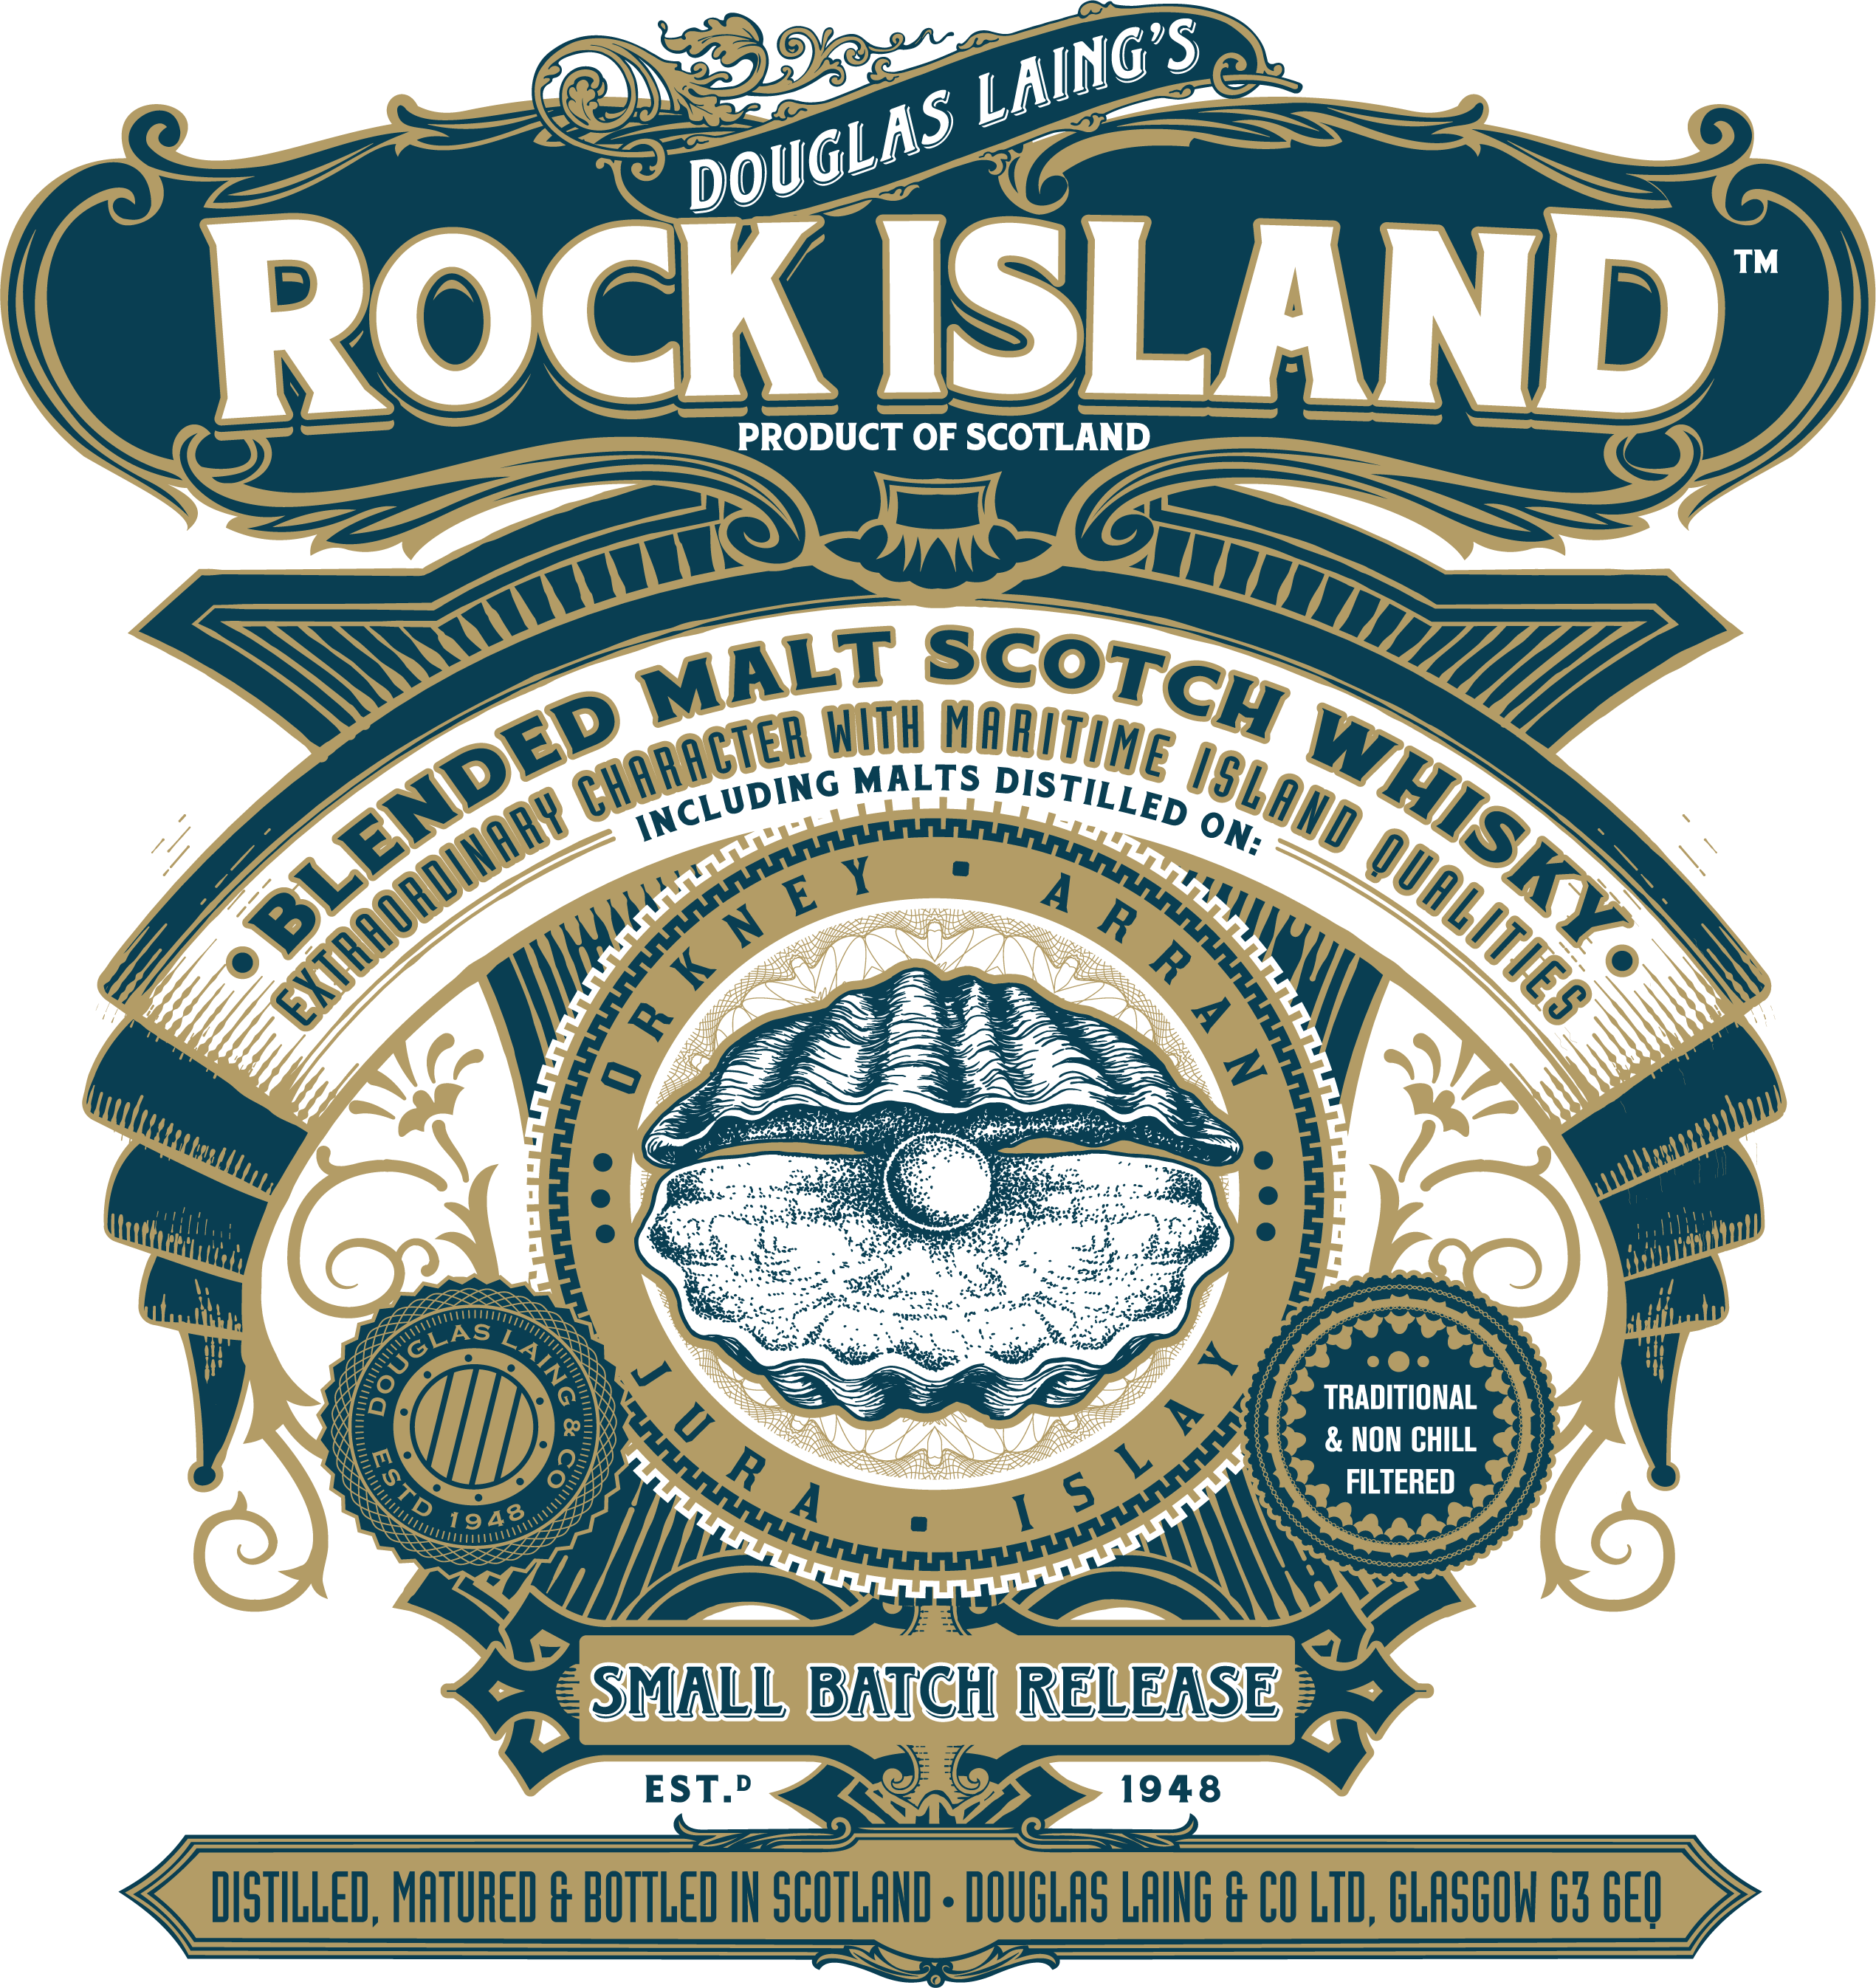 DOUGLAS LAING'S
ROCK ISLAND™
PRODUCT OF SCOTLAND
• BLENDED MALT SCOTCH WHISKY •
EXTRAORDINARY CHARACTER WITH MARITIME ISLAND QUALITIES
INCLUDING MALTS DISTILLED ON:
ORKNEY • ARRAN
JURA • ISLAY
DOUGLAS LAING & CO
ESTD 1948
TRADITIONAL
& NON CHILL
FILTERED
SMALL BATCH RELEASE
EST.D 1948
DISTILLED, MATURED & BOTTLED IN SCOTLAND • DOUGLAS LAING & CO LTD, GLASGOW G3 6EQ